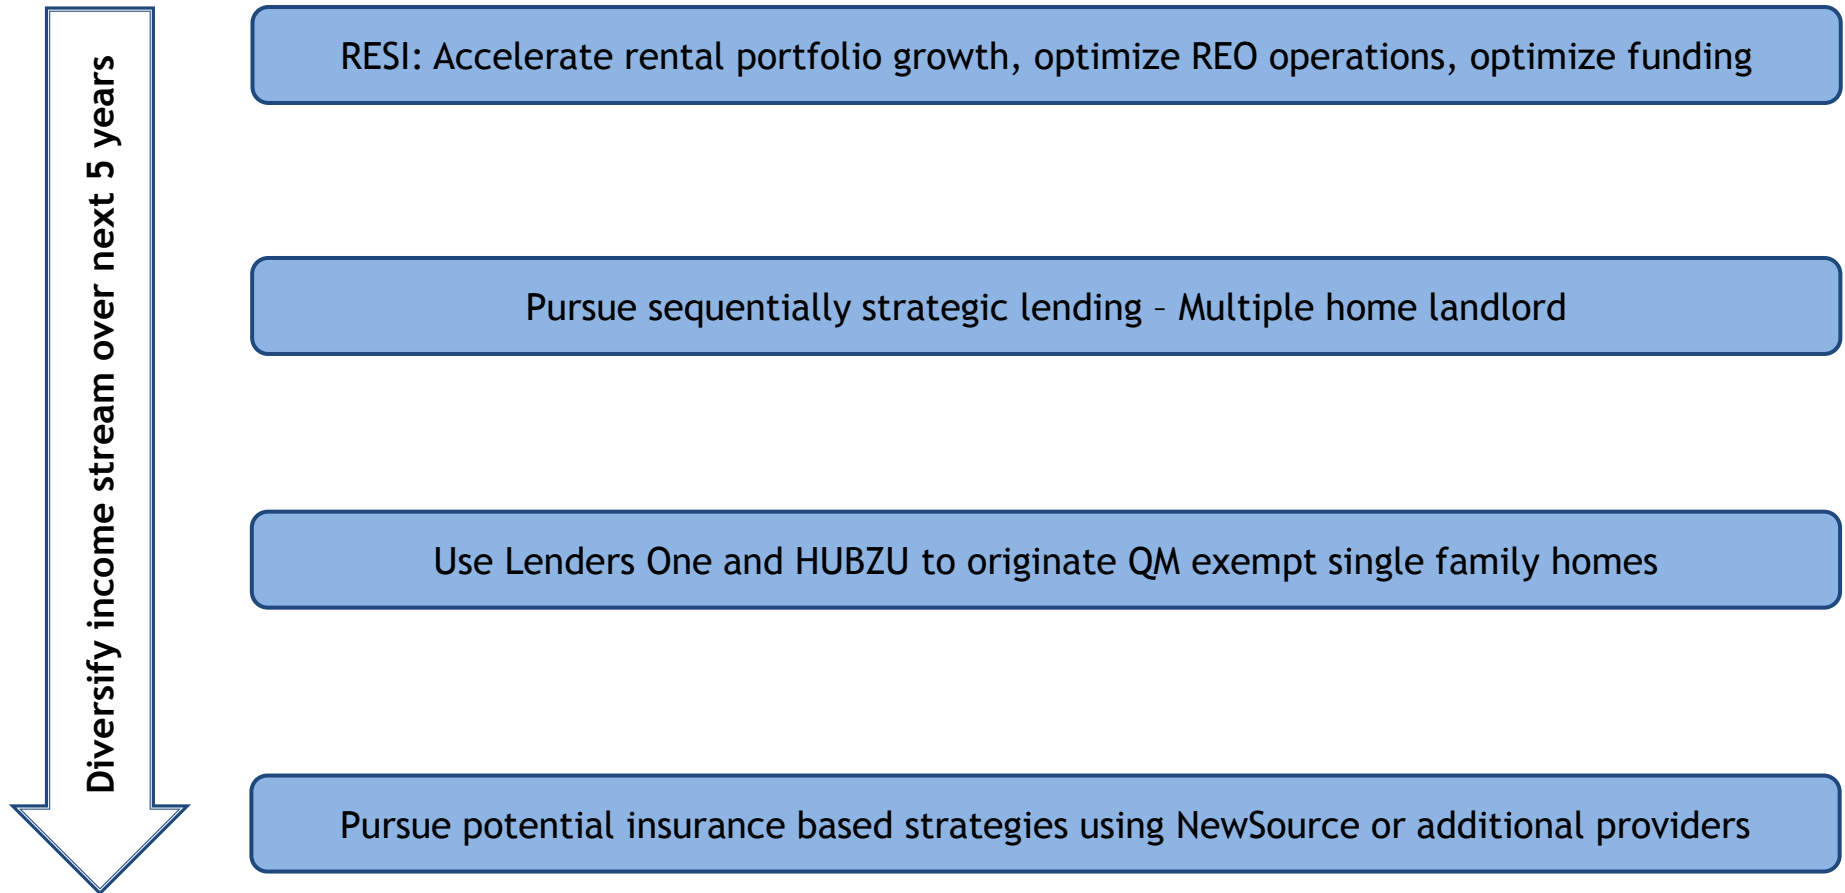 Diversify income stream over next 5 years
RESI: Accelerate rental portfolio growth, optimize REO operations, optimize funding
Pursue sequentially strategic lending – Multiple home landlord
Use Lenders One and HUBZU to originate QM exempt single family homes
Pursue potential insurance based strategies using NewSource or additional providers